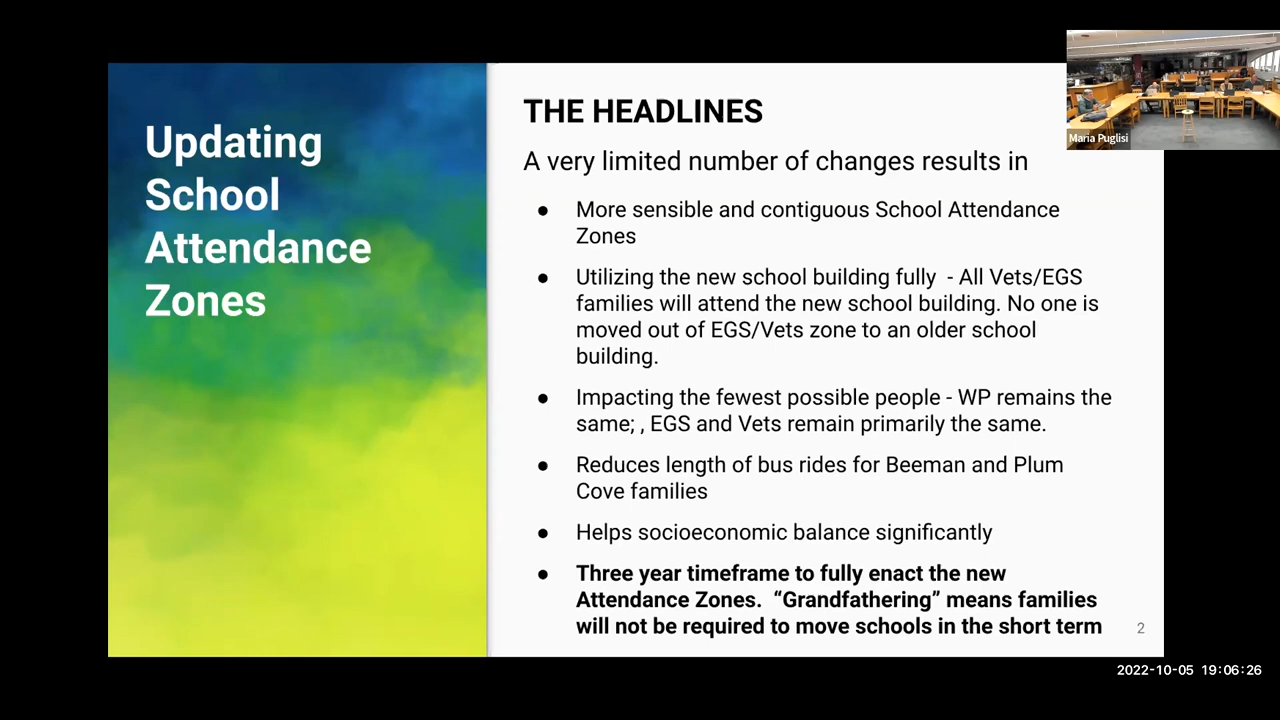 Updating
School
Attendance
Zones
THE HEADLINES
A very limited number of changes results in
● More sensible and contiguous School Attendance
Zones
● Utilizing the new school building fully  - All Vets/EGS
families will attend the new school building. No one is
moved out of EGS/Vets zone to an older school
building.
● Impacting the fewest possible people - WP remains the
same; , EGS and Vets remain primarily the same.
● Reduces length of bus rides for Beeman and Plum
Cove families
● Helps socioeconomic balance significantly
● Three year timeframe to fully enact the new
Attendance Zones.  “Grandfathering” means families
will not be required to move schools in the short term
2
Maria Puglisi
2022-10-05 19:06:26